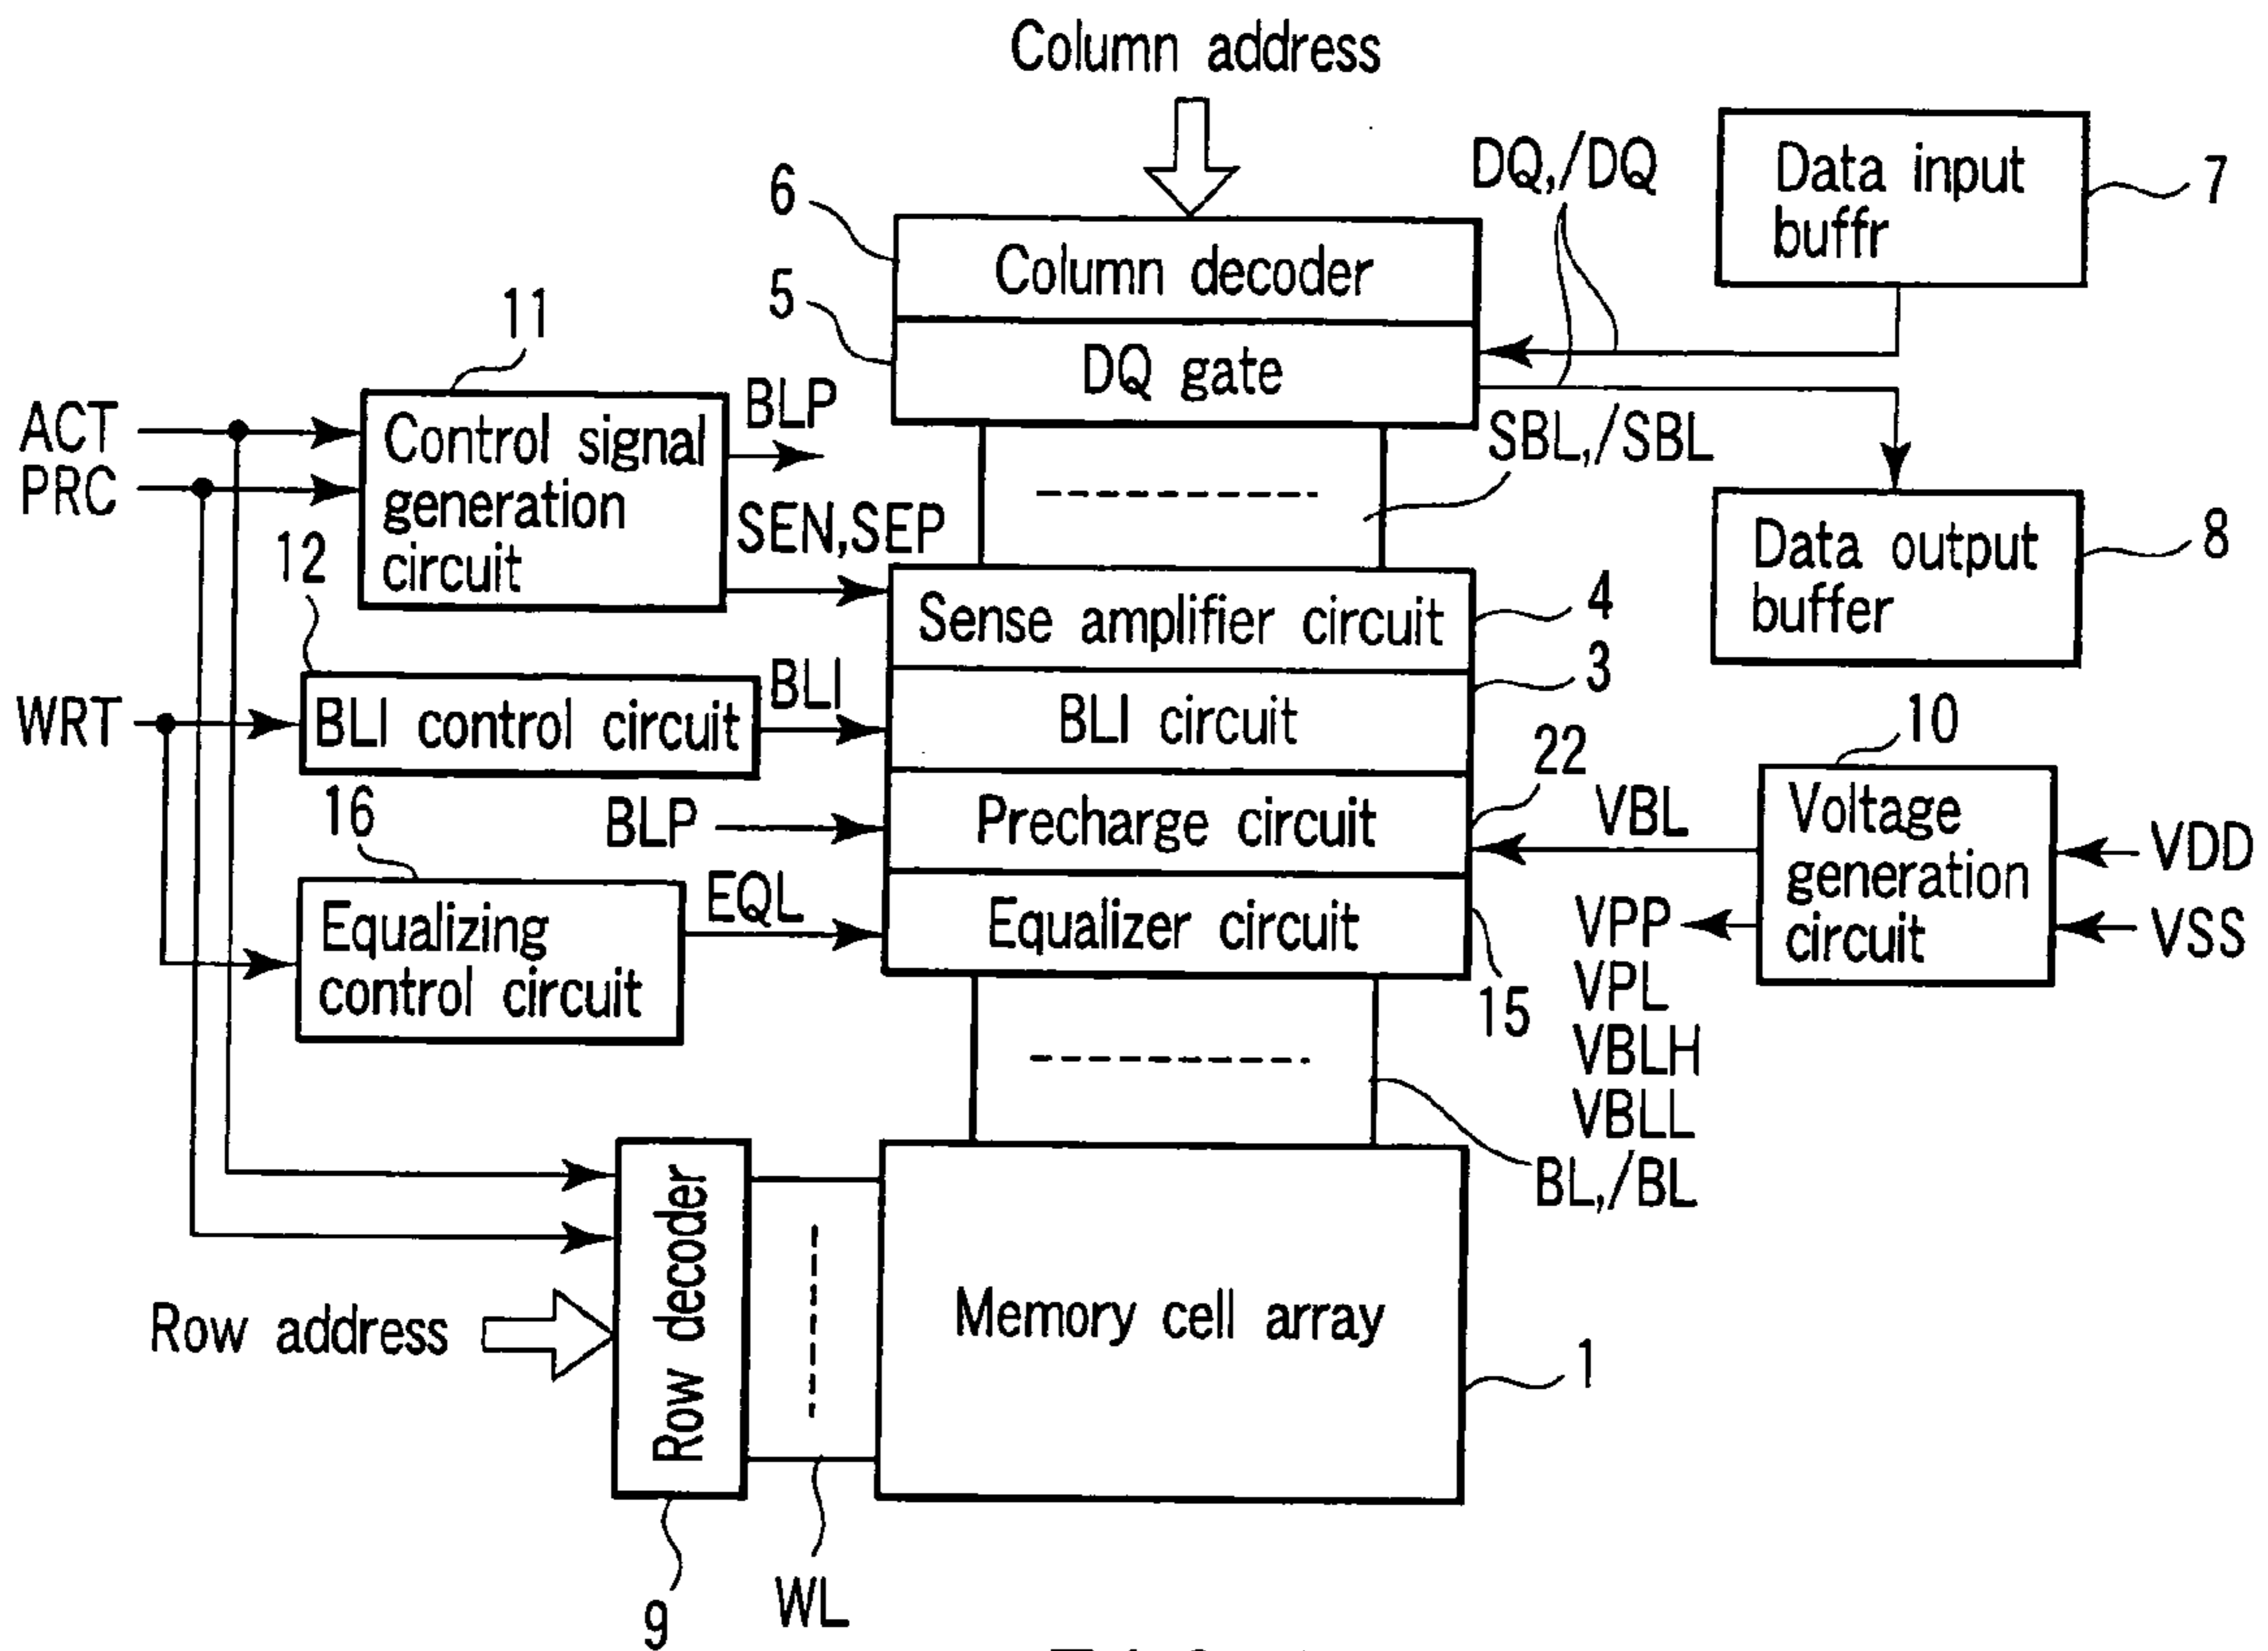 Column address
DQ,/DQ
Data input
buffr
7
6
Column decoder
5
DQ gate
11
ACT
PRC
Control signal
generation
circuit
BLP
SEN,SEP
SBL,/SBL
Data output
buffer
8
12
Sense amplifier circuit
4
3
WRT
BLI control circuit
BLI
BLI circuit
22
10
16
BLP
Precharge circuit
VBL
Voltage
generation
circuit
VDD
VSS
Equalizing
control circuit
EQL
Equalizer circuit
15
VPP
VPL
VBLH
VBLL
BL,/BL
Row address
Row decoder
Memory cell array
1
9
WL